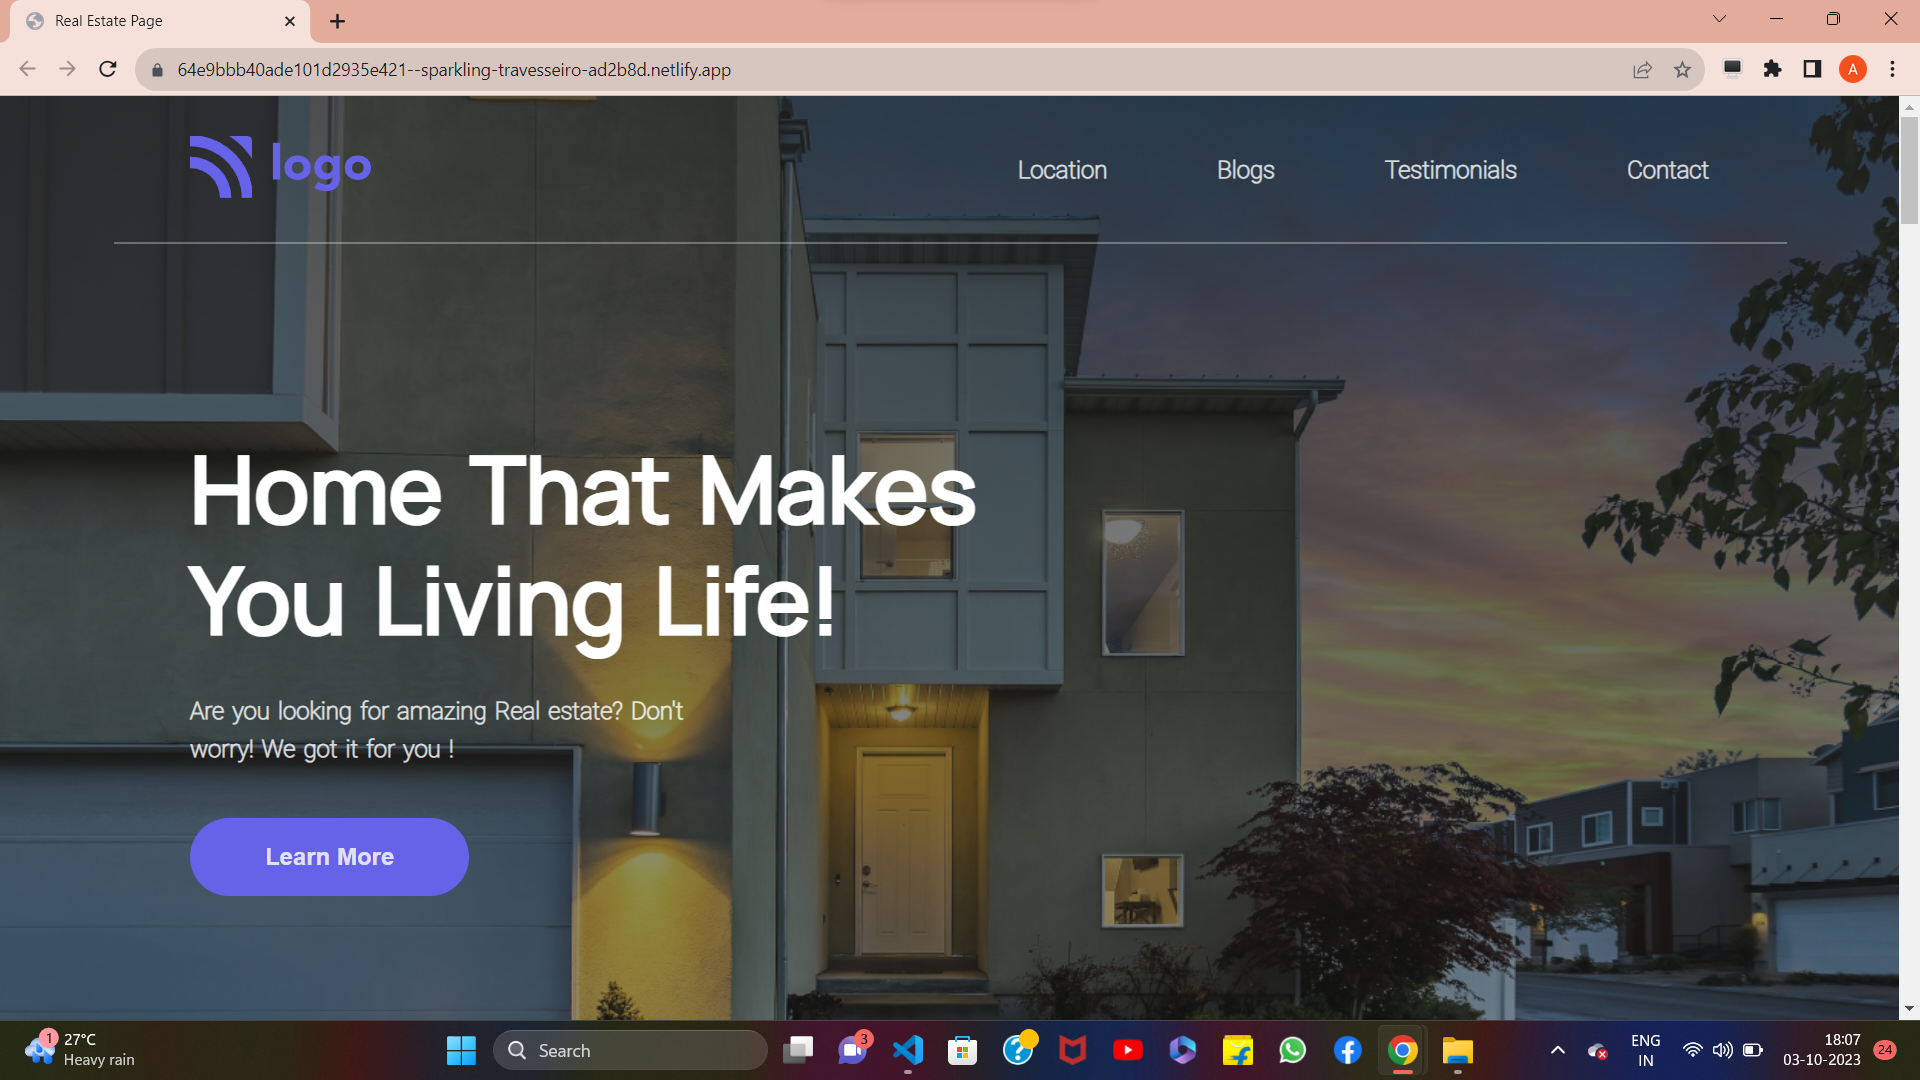 Real Estate Page
64e9bbb40ade101d2935e421--sparkling-travesseiro-ad2b8d.netlify.app
A
logo
Location
Blogs
Testimonials
Contact
Home That Makes
You Living Life!
Are you looking for amazing Real estate? Don't
worry! We got it for you !
Learn More
1
27°C
Heavy rain
Search
3
ENG
IN
18:07
03-10-2023
24